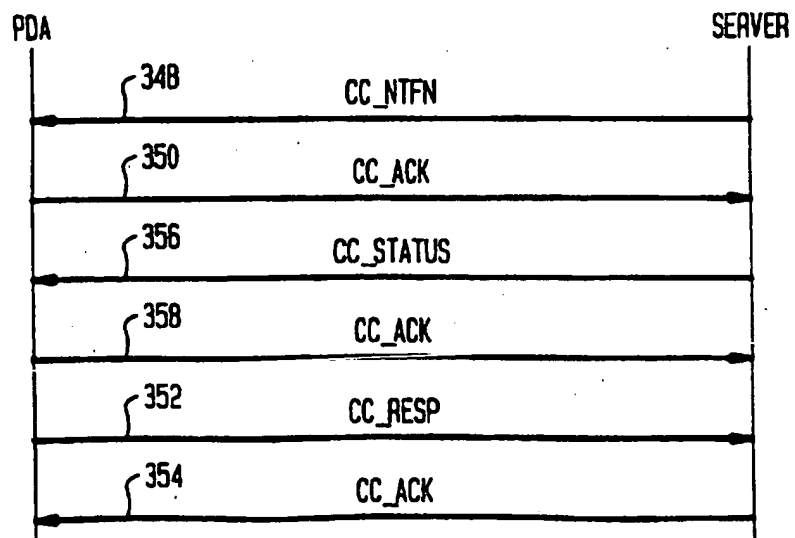 PDA SERVER
348 CC_NTFN
350 CC_ACK
356 CC_STATUS
358 CC_ACK
352 CC_RESP
354 CC_ACK